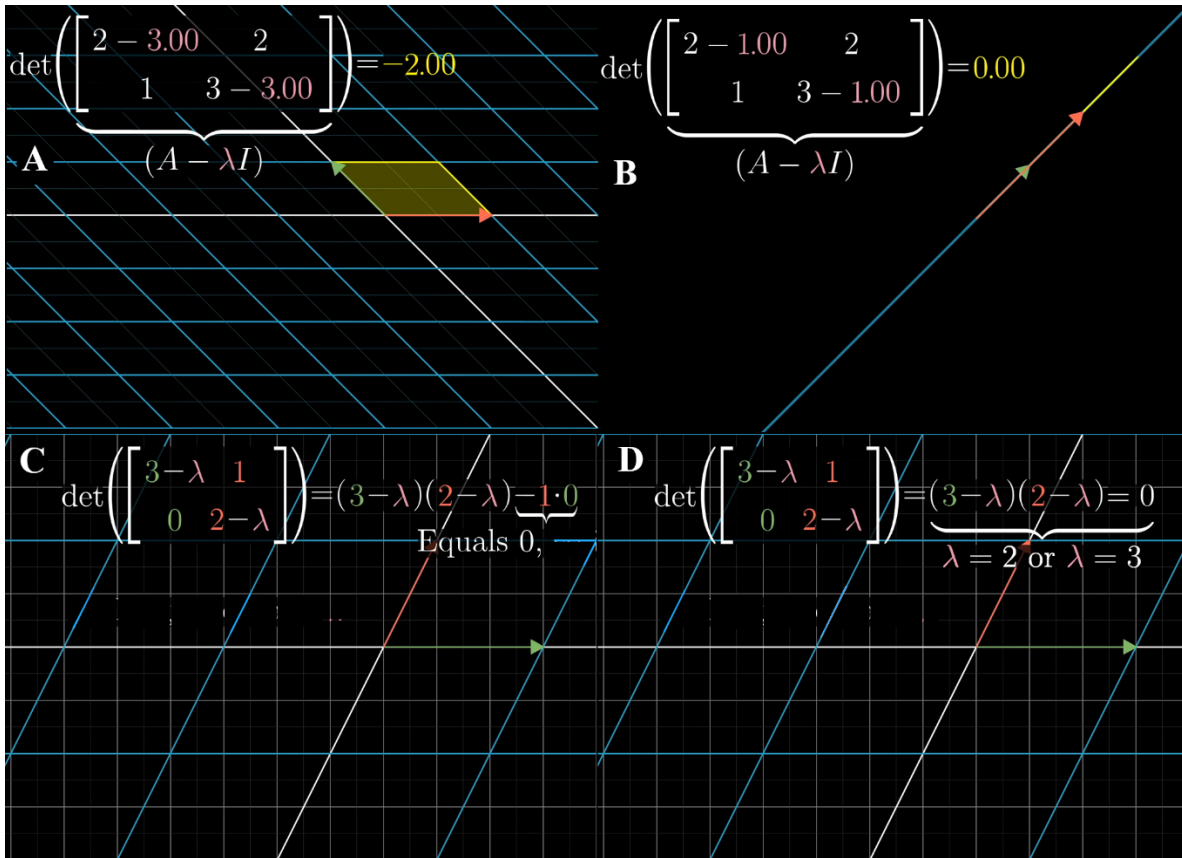 det([2 − 3.00 2
1 3 − 3.00]) = −2.00
(A − λI)
A
det([2 − 1.00 2
1 3 − 1.00]) = 0.00
(A − λI)
B
C
det([3−λ 1
0 2−λ]) = (3−λ)(2−λ)−1·0
Equals 0,
D
det([3−λ 1
0 2−λ]) = (3−λ)(2−λ) = 0
λ = 2 or λ = 3